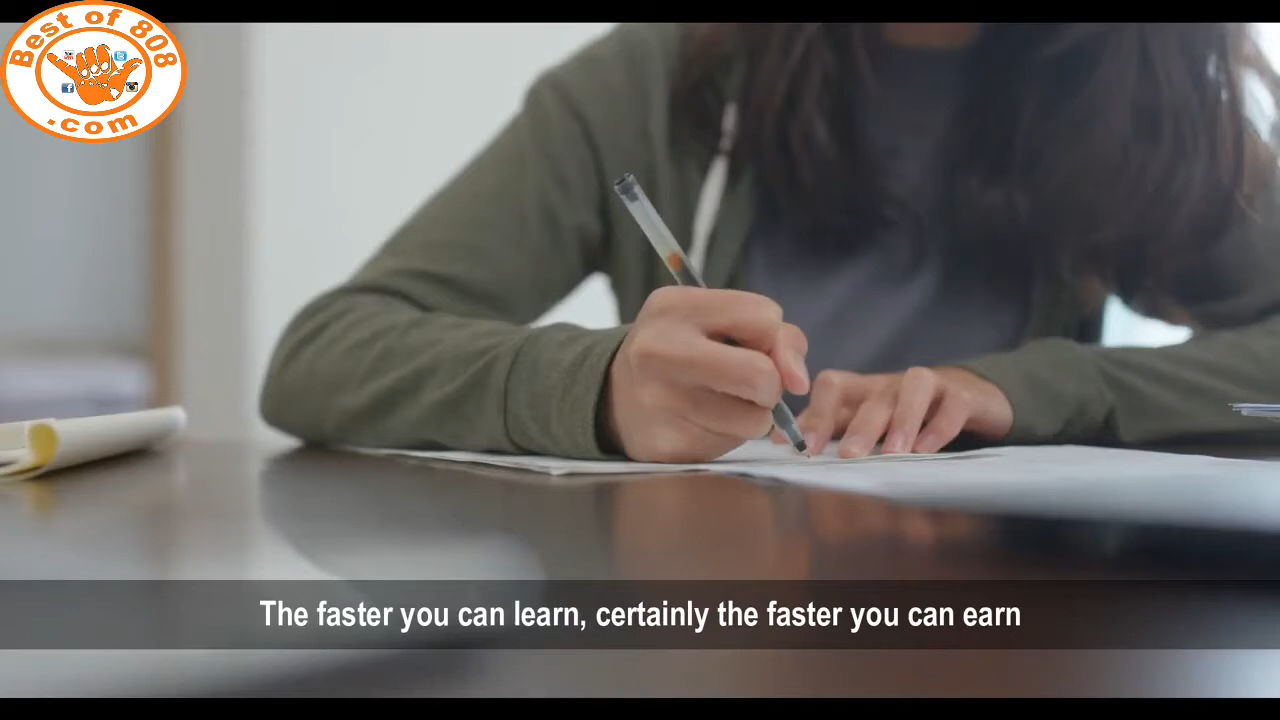 Best of 808
.com
The faster you can learn, certainly the faster you can earn